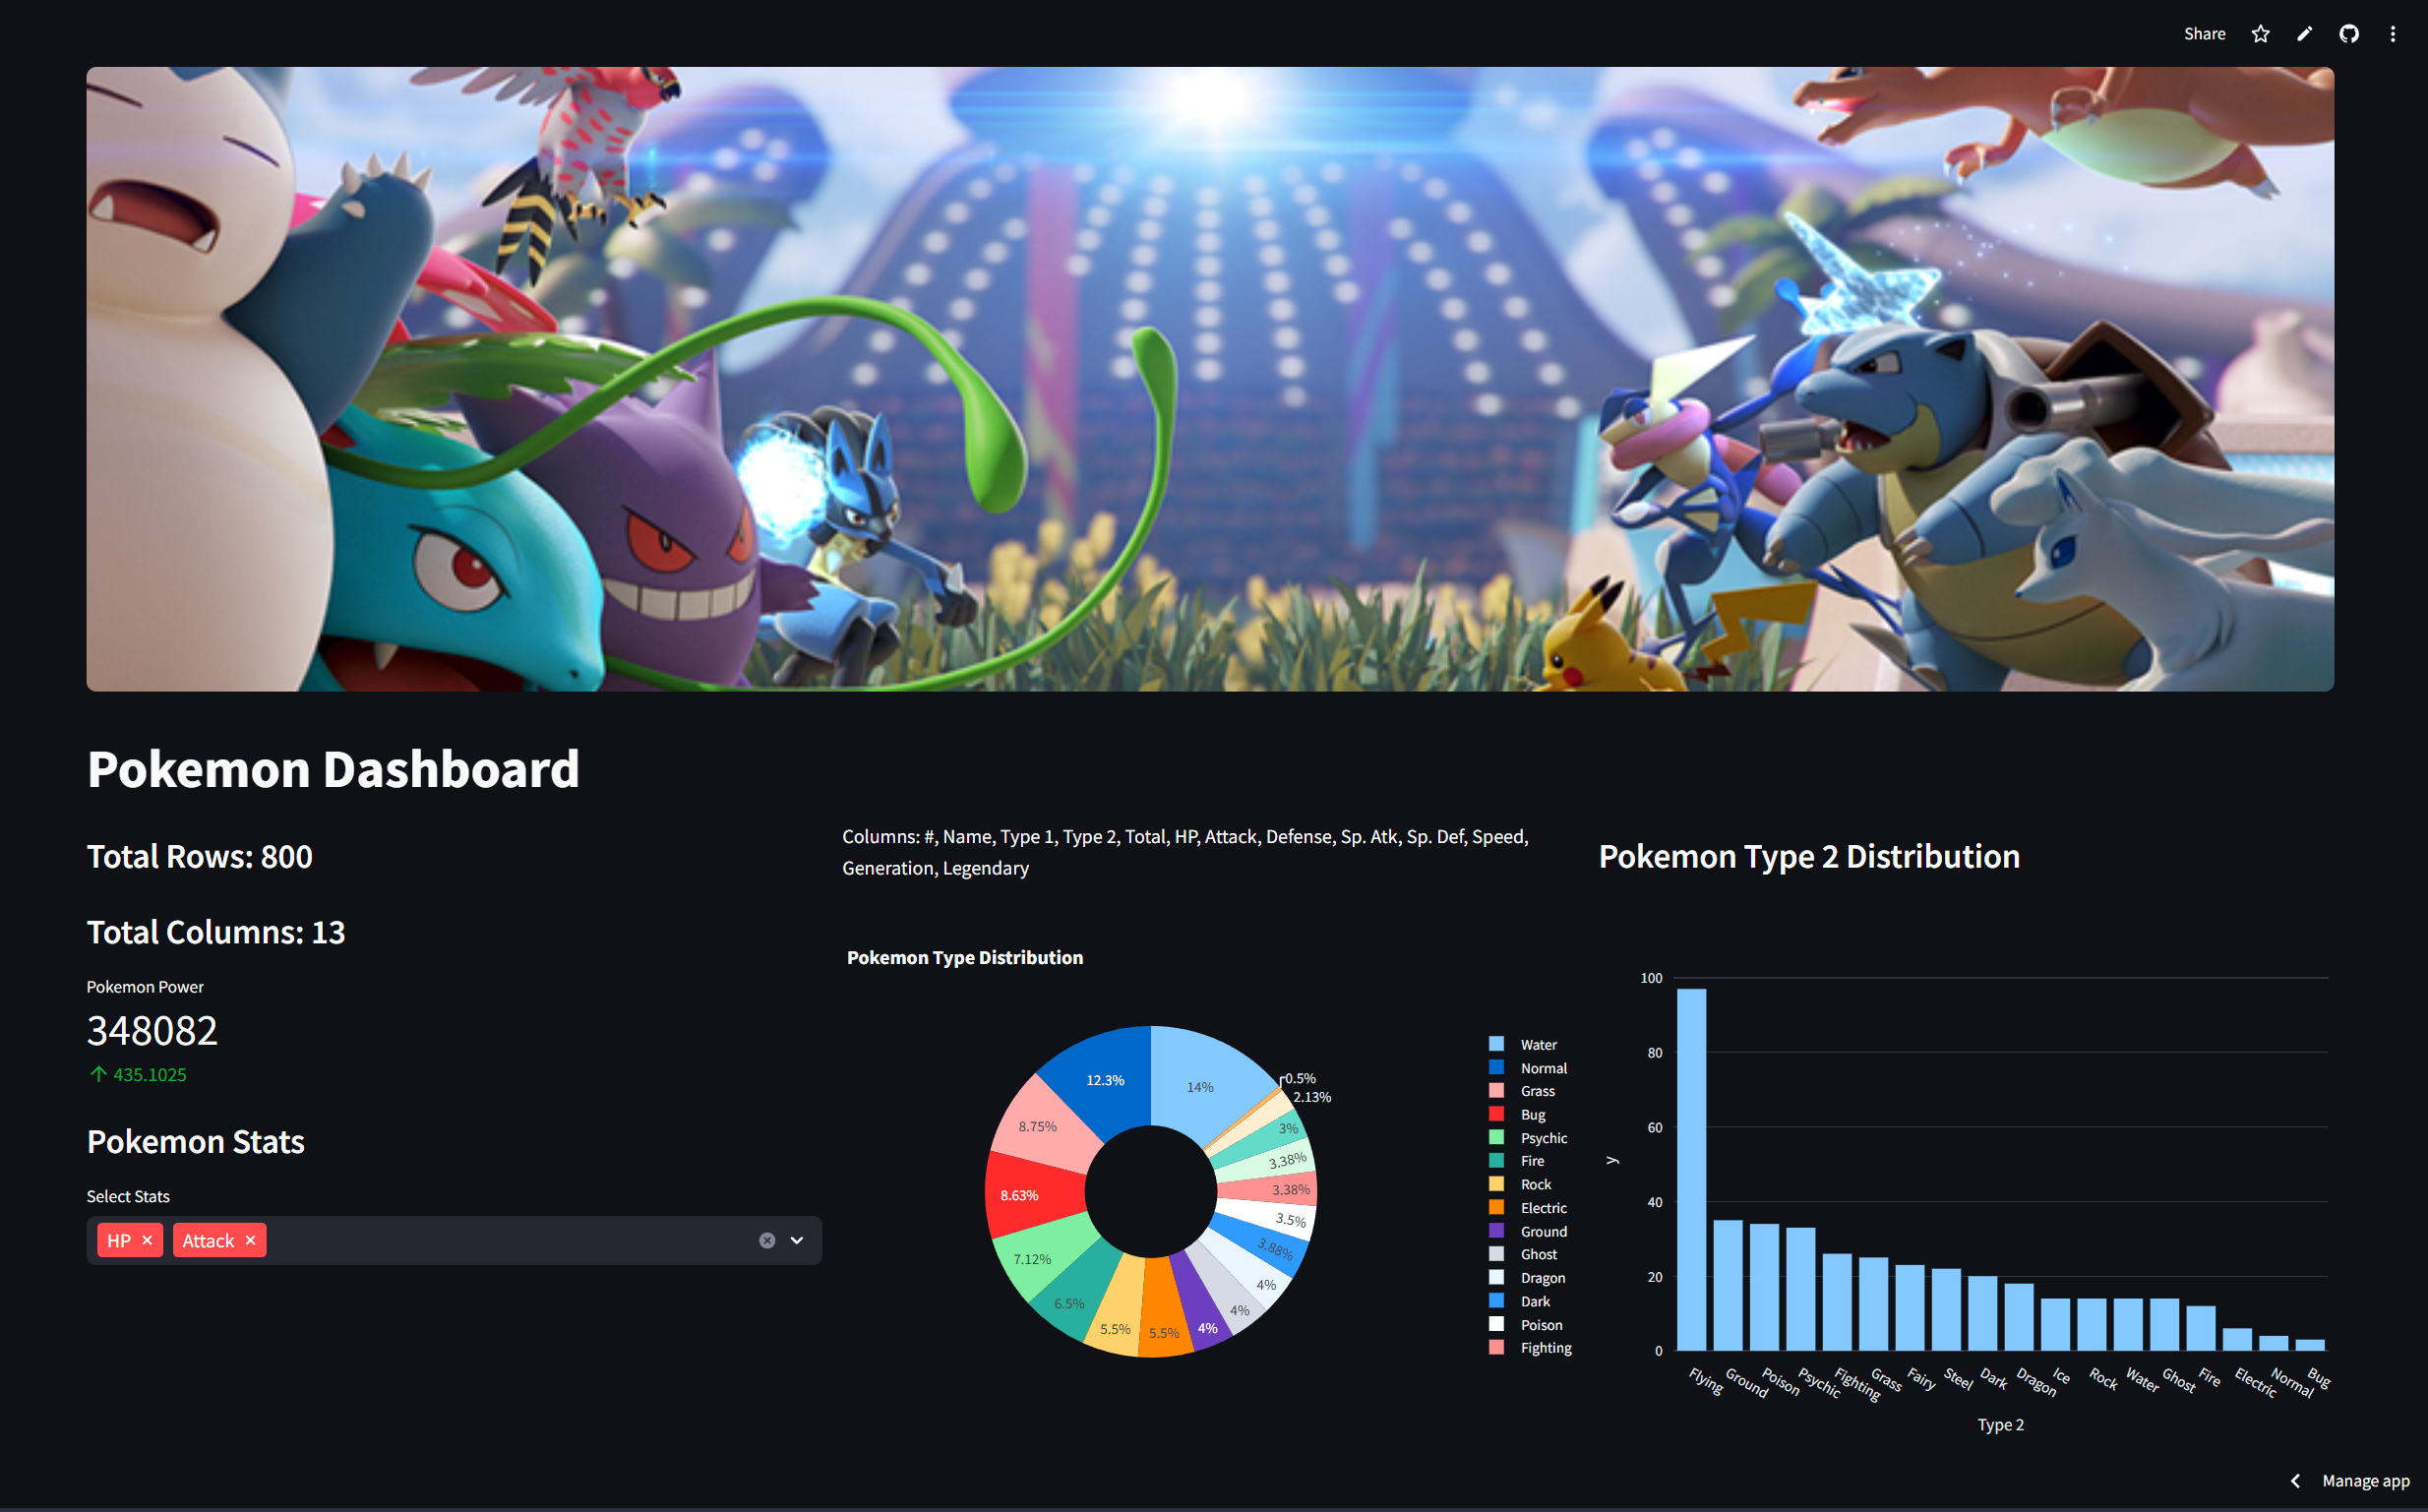 Share
Pokemon Dashboard
Total Rows: 800
Total Columns: 13
Pokemon Power
348082
435.1025
Pokemon Stats
Select Stats
HP
Attack
Columns: #, Name, Type 1, Type 2, Total, HP, Attack, Defense, Sp. Atk, Sp. Def, Speed,
Generation, Legendary
Pokemon Type Distribution
14%
0.5%
2.13%
3%
3.38%
3.38%
3.5%
3.88%
4%
4%
4%
5.5%
5.5%
6.5%
7.12%
8.63%
8.75%
12.3%
Water
Normal
Grass
Bug
Psychic
Fire
Rock
Electric
Ground
Ghost
Dragon
Dark
Poison
Fighting
Pokemon Type 2 Distribution
100
80
60
40
20
0
y
Flying
Ground
Poison
Psychic
Fighting
Grass
Fairy
Steel
Dark
Dragon
Ice
Rock
Water
Ghost
Fire
Electric
Normal
Bug
Type 2
Manage app